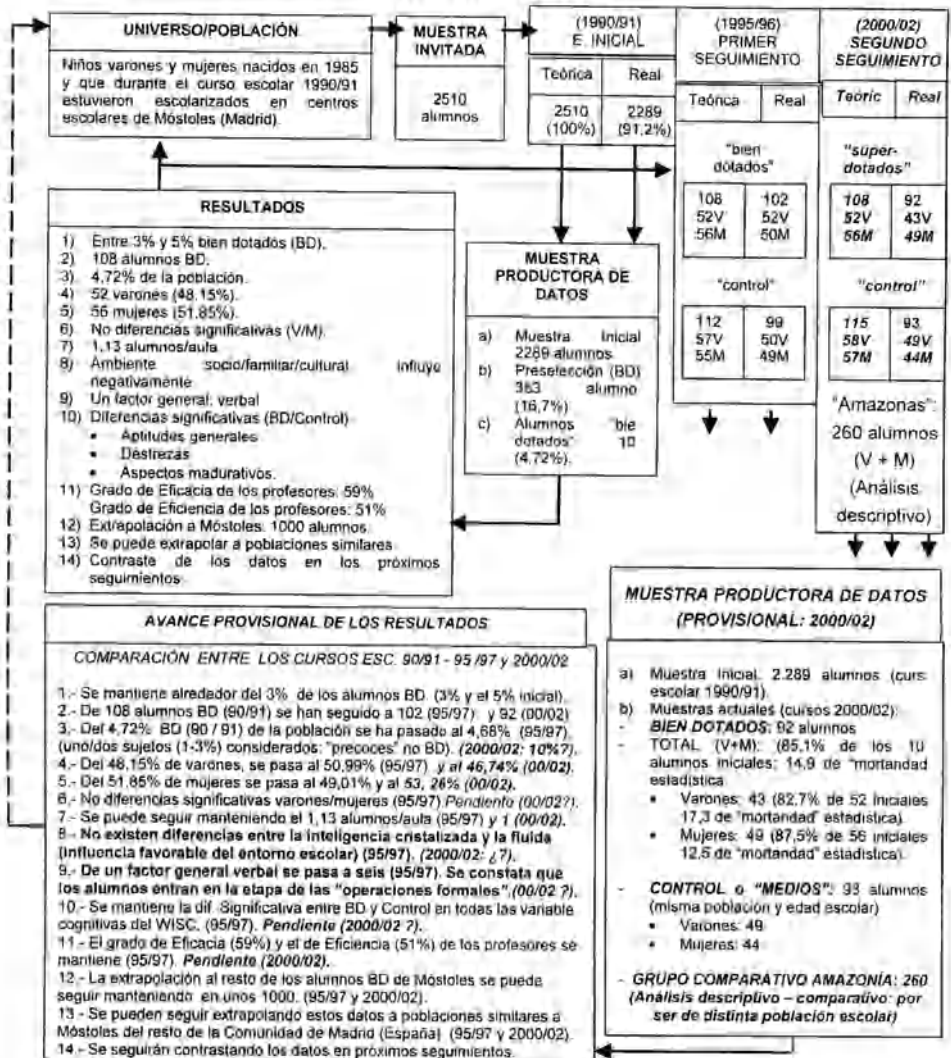 UNIVERSO/POBLACIÓN
Niños varones y mujeres nacidos en 1985
y que durante el curso escolar 1990/91
estuvieron escolarizados en centros
escolares de Móstoles (Madrid).
MUESTRA
INVITADA
2510
alumnos
(1990/91)
E. INICIAL
Teórica Real
2510 2289
(100%) (91,2%)
(1995/96)
PRIMER
SEGUIMIENTO
Teórica Real
"bien
dotados"
108 102
52V 52V
56M 50M
"control"
112 99
57V 50V
55M 49M
(2000/02)
SEGUNDO
SEGUIMIENTO
Teóric Real
"super-
dotados"
108 92
52V 43V
56M 49M
"control"
115 93
58V 49V
57M 44M
"Amazonas":
260 alumnos
(V + M)
(Análisis
descriptivo)
RESULTADOS
1) Entre 3% y 5% bien dotados (BD).
2) 108 alumnos BD.
3) 4,72% de la población.
4) 52 varones (48,15%).
5) 56 mujeres (51,85%).
6) No diferencias significativas (V/M).
7) 1,13 alumnos/aula
8) Ambiente socio/familiar/cultural influye
negativamente
9) Un factor general: verbal
10) Diferencias significativas (BD/Control)
• Aptitudes generales
• Destrezas
• Aspectos madurativos.
11) Grado de Eficacia de los profesores: 59%
Grado de Eficiencia de los profesores: 51%
12) Extrapolación a Móstoles: 1000 alumnos
13) Se puede extrapolar a poblaciones similares
14) Contraste de los datos en los próximos
seguimientos
MUESTRA
PRODUCTORA DE
DATOS
a) Muestra Inicial
2289 alumnos
b) Preselección (BD)
alumno
(16,7%)
c) Alumnos "bie
dotados" 10
(4,72%).
AVANCE PROVISIONAL DE LOS RESULTADOS
COMPARACIÓN ENTRE LOS CURSOS ESC. 90/91 - 95/97 y 2000/02
1.- Se mantiene alrededor del 3% de los alumnos BD. (3% y el 5% inicial).
2.- De 108 alumnos BD (90/91) se han seguido a 102 (95/97) y 92 (00/02)
3.- Del 4,72% BD (90 / 91) de la población se ha pasado al 4,68% (95/97).
(uno/dos sujetos (1-3%) considerados: "precoces" no BD). (2000/02: 10%?).
4.- Del 48,15% de varones, se pasa al 50,99% (95/97) y al 46,74% (00/02).
5.- Del 51,85% de mujeres se pasa al 49,01% y al 53, 26% (00/02).
6.- No diferencias significativas varones/mujeres (95/97) Pendiente (00/02?).
7.- Se puede seguir manteniendo el 1,13 alumnos/aula (95/97) y 1 (00/02).
8.- No existen diferencias entre la inteligencia cristalizada y la fluida
(influencia favorable del entorno escolar) (95/97). (2000/02: ¿?).
9.- De un factor general verbal se pasa a seis (95/97). Se constata que
los alumnos entran en la etapa de las "operaciones formales".(00/02 ?).
10.- Se mantiene la dif. Significativa entre BD y Control en todas las variable
cognitivas del WISC. (95/97). Pendiente (2000/02 ?).
11.- El grado de Eficacia (59%) y el de Eficiencia (51%) de los profesores se
mantiene (95/97). Pendiente (2000/02).
12.- La extrapolación al resto de los alumnos BD de Móstoles se puede
seguir manteniendo en unos 1000. (95/97 y 2000/02).
13.- Se pueden seguir extrapolando estos datos a poblaciones similares a
Móstoles del resto de la Comunidad de Madrid (España) (95/97 y 2000/02)
14.- Se seguirán contrastando los datos en próximos seguimientos.
MUESTRA PRODUCTORA DE DATOS
(PROVISIONAL: 2000/02)
a) Muestra Inicial: 2.289 alumnos (curs
escolar 1990/91).
b) Muestras actuales (cursos 2000/02):
- BIEN DOTADOS: 92 alumnos
- TOTAL (V+M): (85,1% de los 10
alumnos iniciales; 14,9 de "mortandad
estadística
• Varones: 43 (82,7% de 52 iniciales
17,3 de "mortandad" estadística).
• Mujeres: 49 (87,5% de 56 iniciales
12,5 de "mortandad" estadística).
- CONTROL o "MEDIOS": 93 alumnos
(misma población y edad escolar)
• Varones: 49
• Mujeres: 44
- GRUPO COMPARATIVO AMAZONÍA: 260
(Análisis descriptivo – comparativo: por
ser de distinta población escolar)